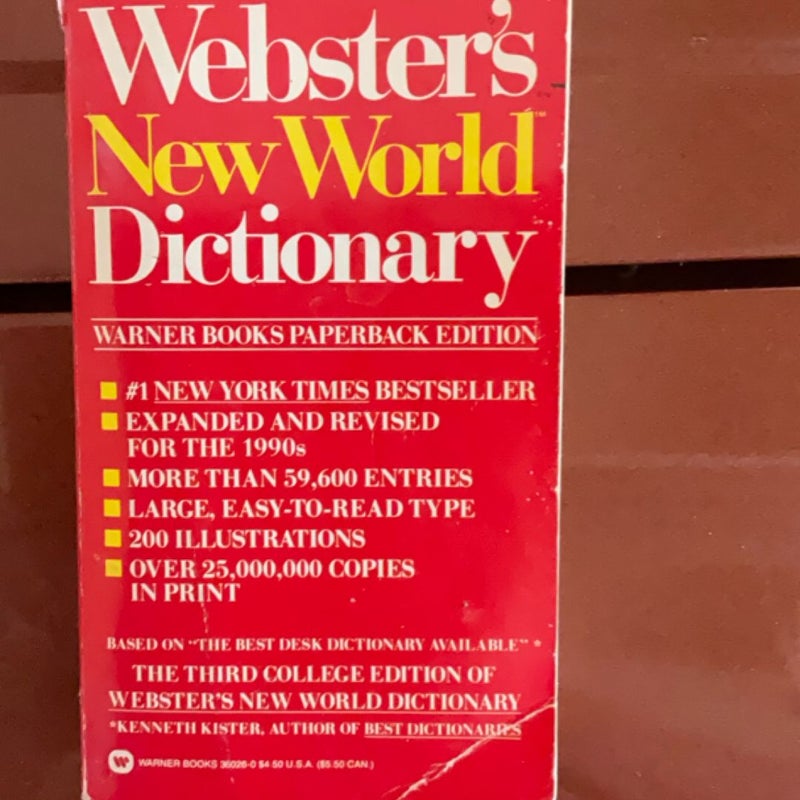 Webster's
New World™
Dictionary
WARNER BOOKS PAPERBACK EDITION
#1 NEW YORK TIMES BESTSELLER
EXPANDED AND REVISED
FOR THE 1990s
MORE THAN 59,600 ENTRIES
LARGE, EASY-TO-READ TYPE
200 ILLUSTRATIONS
OVER 25,000,000 COPIES
IN PRINT
BASED ON "THE BEST DESK DICTIONARY AVAILABLE" *
THE THIRD COLLEGE EDITION OF
WEBSTER'S NEW WORLD DICTIONARY
*KENNETH KISTER, AUTHOR OF BEST DICTIONARIES
WARNER BOOKS 36026-0 $4.50 U.S.A. ($5.50 CAN.)